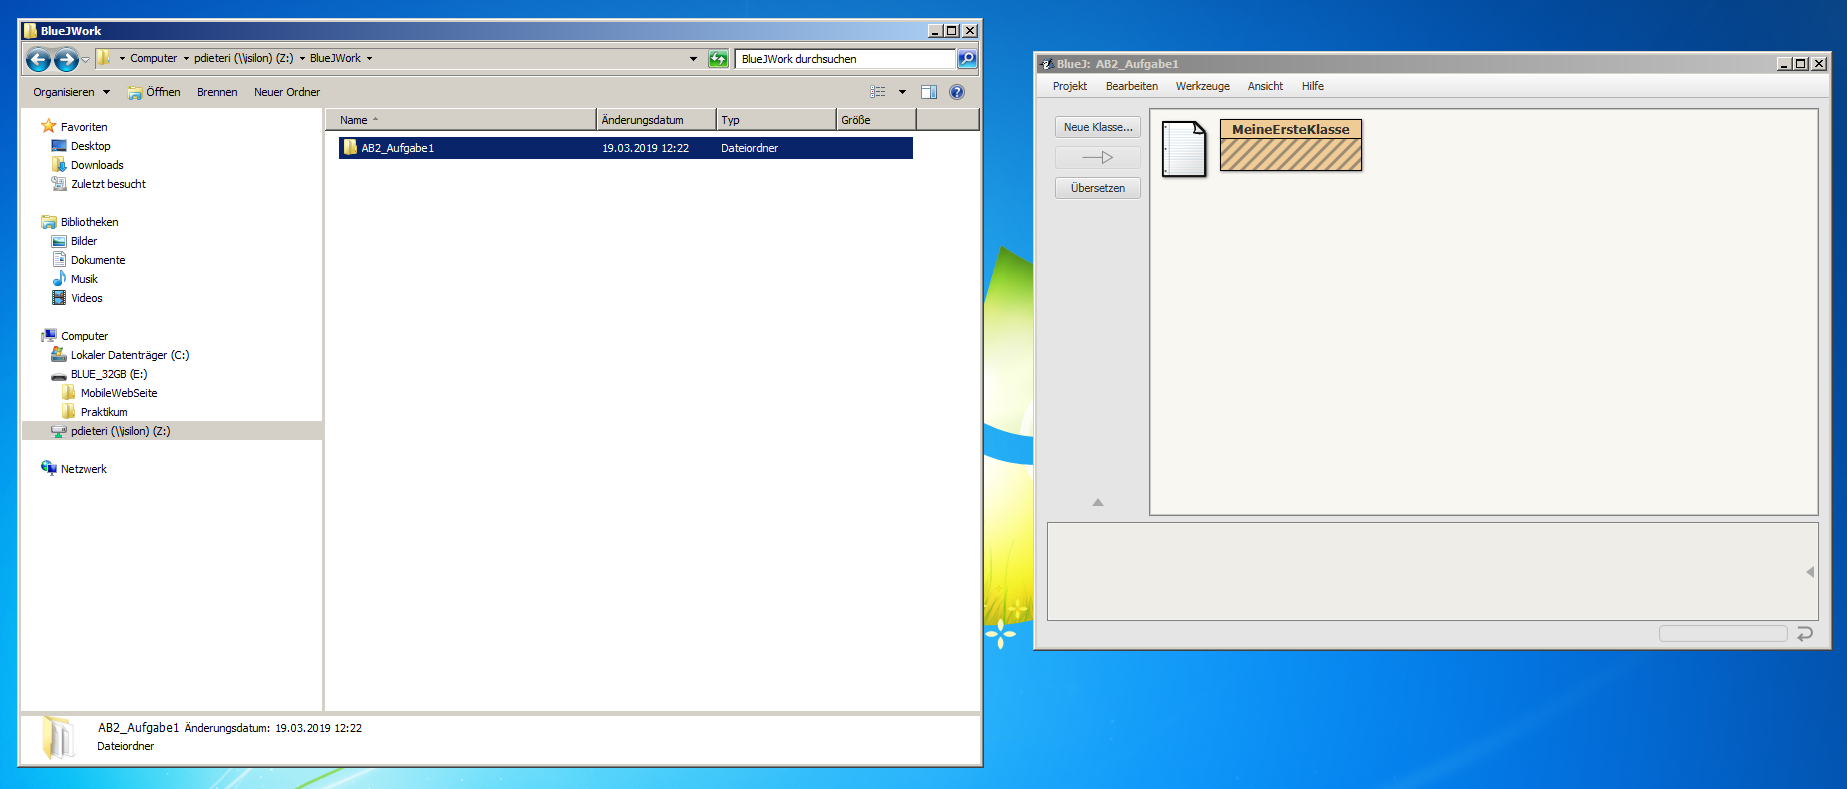 BlueJWork
Computer pdieteri (\\isilon) (Z:) BlueJWork
BlueJWork durchsuchen
Organisieren Öffnen Brennen Neuer Ordner
Favoriten
Desktop
Downloads
Zuletzt besucht
Bibliotheken
Bilder
Dokumente
Musik
Videos
Computer
Lokaler Datenträger (C:)
BLUE_32GB (E:)
MobileWebSeite
Praktikum
pdieteri (\\isilon) (Z:)
Netzwerk
Name Änderungsdatum Typ Größe
AB2_Aufgabe1 19.03.2019 12:22 Dateiordner
AB2_Aufgabe1 Änderungsdatum: 19.03.2019 12:22
Dateiordner
BlueJ: AB2_Aufgabe1
Projekt Bearbeiten Werkzeuge Ansicht Hilfe
Neue Klasse...
Übersetzen
MeineErsteKlasse